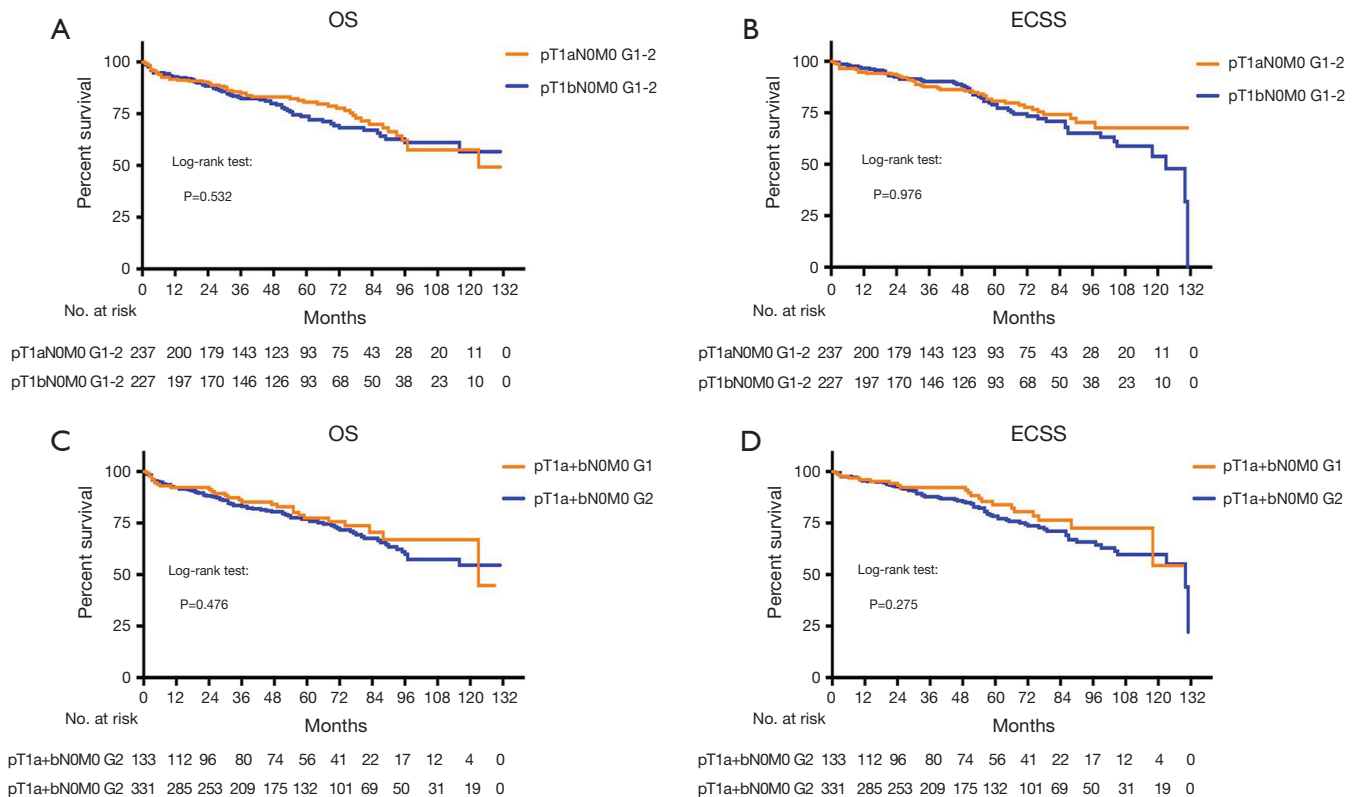 A
OS
pT1aN0M0 G1-2
pT1bN0M0 G1-2
Percent survival
100
75
50
25
0
Log-rank test:
P=0.532
0 12 24 36 48 60 72 84 96 108 120 132
No. at risk
Months
pT1aN0M0 G1-2 237 200 179 143 123 93 75 43 28 20 11 0
pT1bN0M0 G1-2 227 197 170 146 126 93 68 50 38 23 10 0
B
ECSS
pT1aN0M0 G1-2
pT1bN0M0 G1-2
Percent survival
100
75
50
25
0
Log-rank test:
P=0.976
0 12 24 36 48 60 72 84 96 108 120 132
No. at risk
Months
pT1aN0M0 G1-2 237 200 179 143 123 93 75 43 28 20 11 0
pT1bN0M0 G1-2 227 197 170 146 126 93 68 50 38 23 10 0
C
OS
pT1a+bN0M0 G1
pT1a+bN0M0 G2
Percent survival
100
75
50
25
0
Log-rank test:
P=0.476
0 12 24 36 48 60 72 84 96 108 120 132
No. at risk
Months
pT1a+bN0M0 G2 133 112 96 80 74 56 41 22 17 12 4 0
pT1a+bN0M0 G2 331 285 253 209 175 132 101 69 50 31 19 0
D
ECSS
pT1a+bN0M0 G1
pT1a+bN0M0 G2
Percent survival
100
75
50
25
0
Log-rank test:
P=0.275
0 12 24 36 48 60 72 84 96 108 120 132
No. at risk
Months
pT1a+bN0M0 G2 133 112 96 80 74 56 41 22 17 12 4 0
pT1a+bN0M0 G2 331 285 253 209 175 132 101 69 50 31 19 0